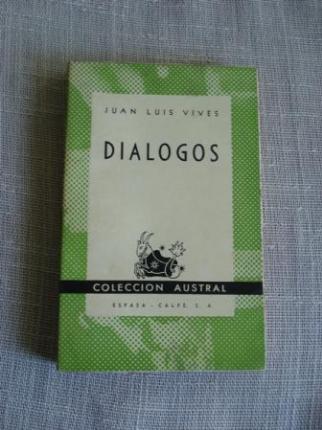 JUAN LUIS VIVES
DIALOGOS
COLECCION AUSTRAL
ESPASA - CALPE, S. A.